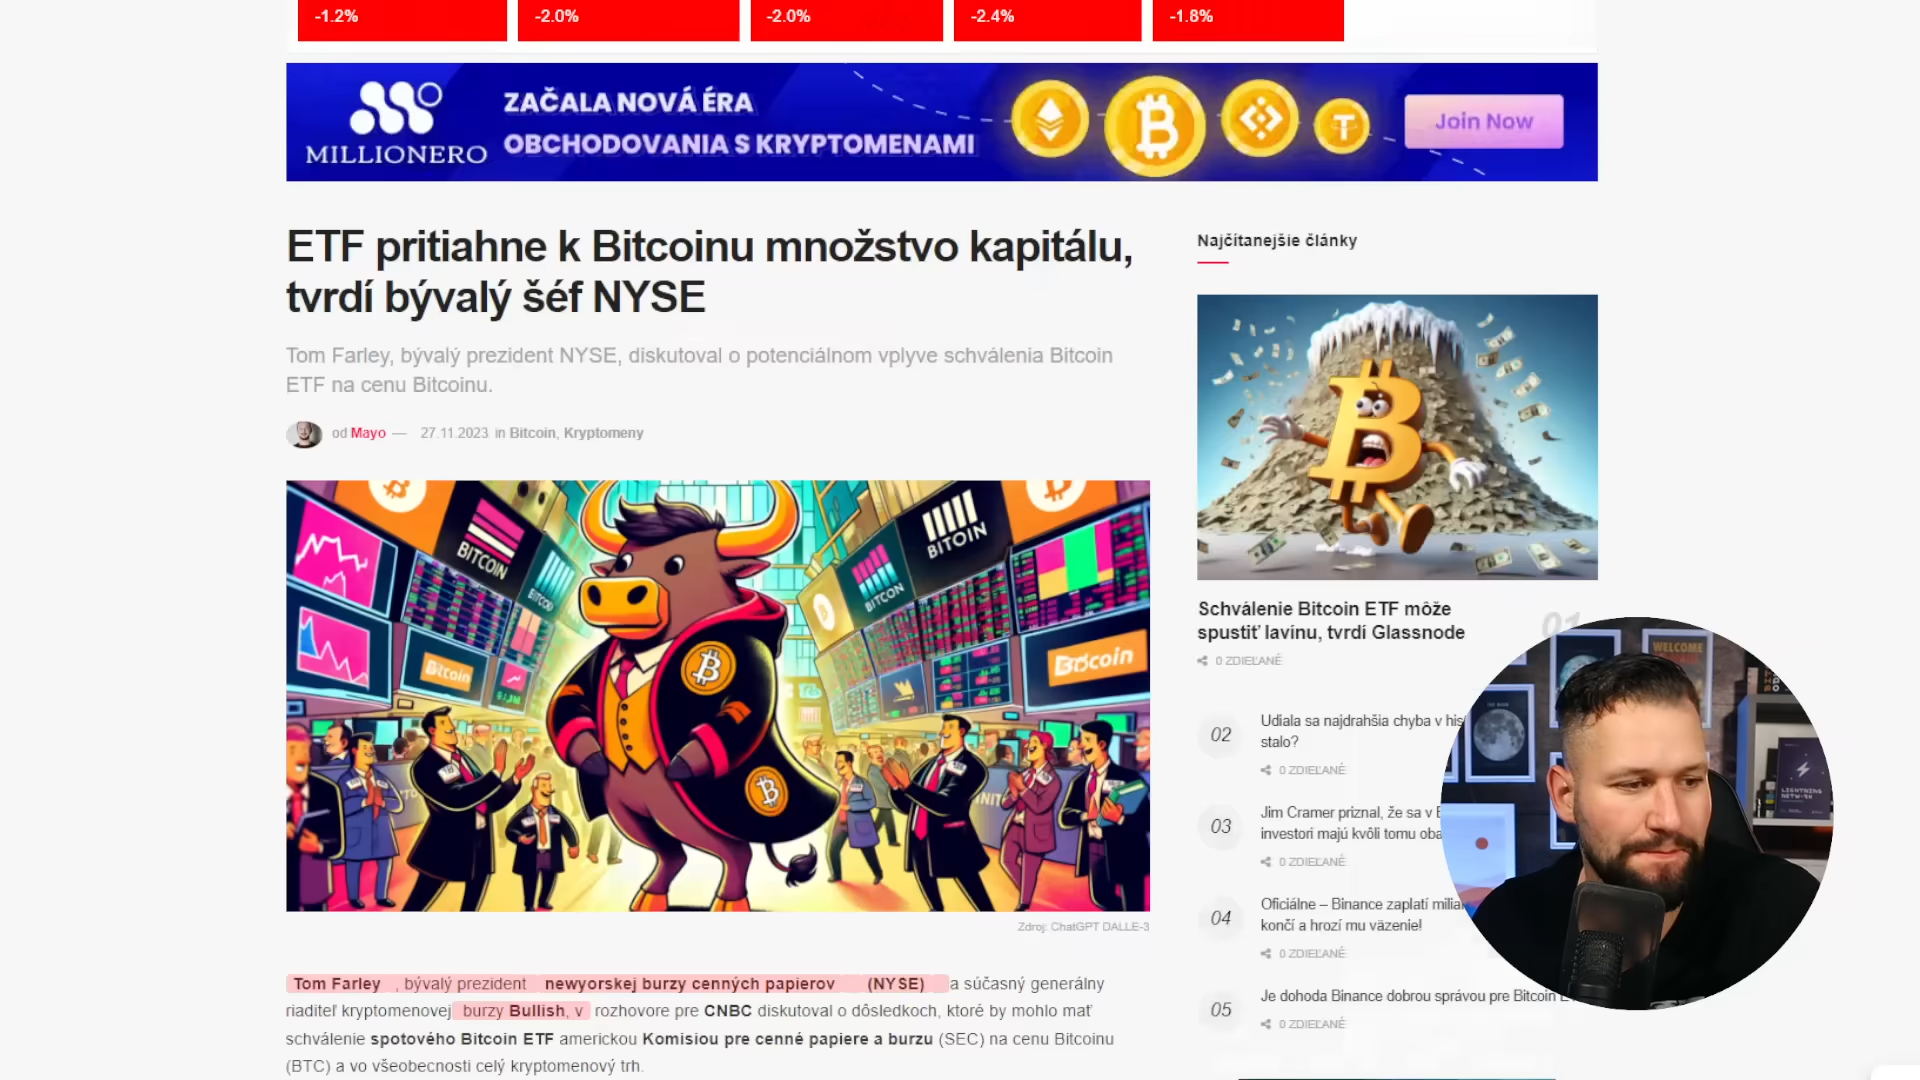 -1.2%
-2.0%
-2.0%
-2.4%
-1.8%
MILLIONERO
ZAČALA NOVÁ ÉRA
OBCHODOVANIA S KRYPTOMENAMI
Join Now
ETF pritiahne k Bitcoinu množstvo kapitálu,
tvrdí bývalý šéf NYSE
Tom Farley, bývalý prezident NYSE, diskutoval o potenciálnom vplyve schválenia Bitcoin
ETF na cenu Bitcoinu.
od Mayo — 27.11.2023 in Bitcoin, Kryptomeny
BITCOIN
BITCOIN
BITOIN
BITCON
Bitcoin
Zdroj: ChatGPT DALLE-3
Tom Farley , bývalý prezident newyorskej burzy cenných papierov (NYSE) a súčasný generálny
riaditeľ kryptomenovej burzy Bullish, v rozhovore pre CNBC diskutoval o dôsledkoch, ktoré by mohlo mať
schválenie spotového Bitcoin ETF americkou Komisiou pre cenné papiere a burzu (SEC) na cenu Bitcoinu
(BTC) a vo všeobecnosti celý kryptomenový trh.
Najčítanejšie články
Schválenie Bitcoin ETF môže
spustiť lavínu, tvrdí Glassnode
01
0 ZDIEĽANÉ
02
Udiala sa najdrahšia chyba v his
stalo?
0 ZDIEĽANÉ
03
Jim Cramer priznal, že sa v B
investori majú kvôli tomu oba
0 ZDIEĽANÉ
04
Oficiálne – Binance zaplatí milia
končí a hrozí mu väzenie!
0 ZDIEĽANÉ
05
Je dohoda Binance dobrou správou pre Bitcoin E
0 ZDIEĽANÉ
WELCOME
LIGHTNING